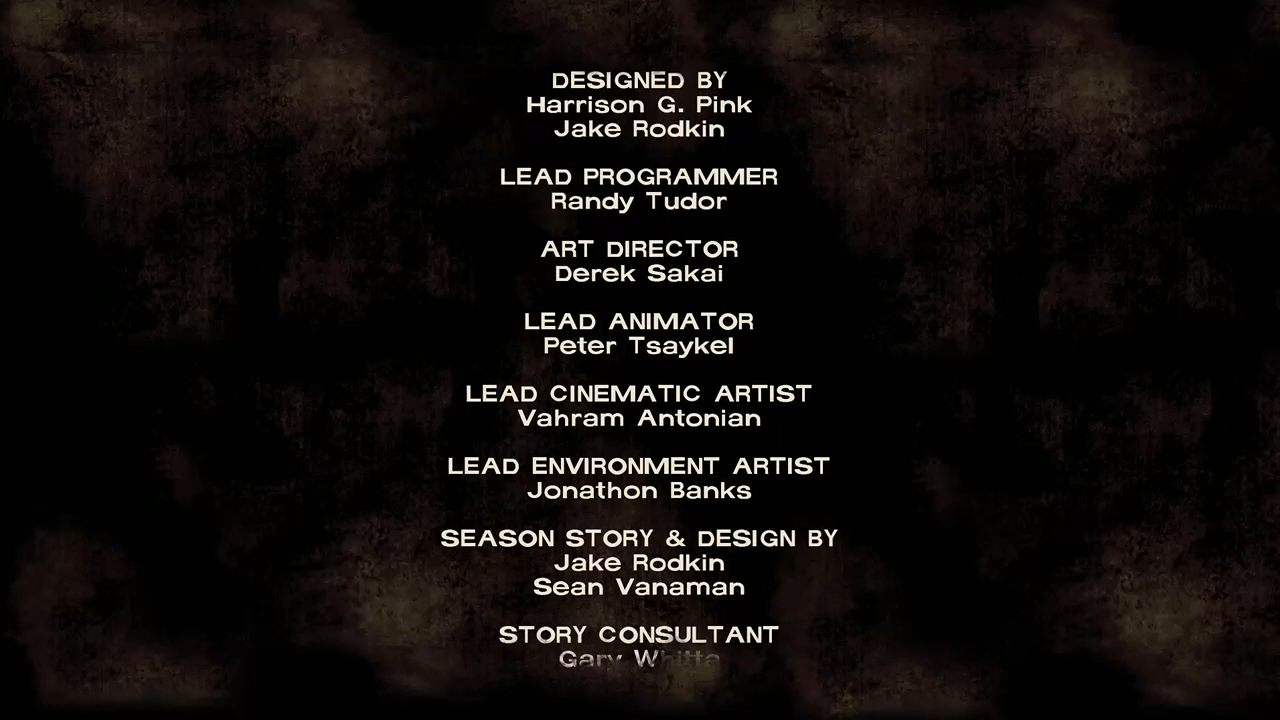 DESIGNED BY
Harrison G. Pink
Jake Rodkin
LEAD PROGRAMMER
Randy Tudor
ART DIRECTOR
Derek Sakai
LEAD ANIMATOR
Peter Tsaykel
LEAD CINEMATIC ARTIST
Vahram Antonian
LEAD ENVIRONMENT ARTIST
Jonathon Banks
SEASON STORY & DESIGN BY
Jake Rodkin
Sean Vanaman
STORY CONSULTANT
Gary Whitta